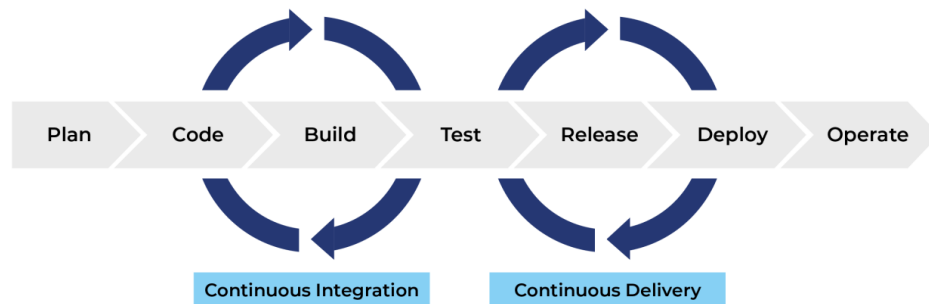 Plan Code Build Test Release Deploy Operate
Continuous Integration Continuous Delivery